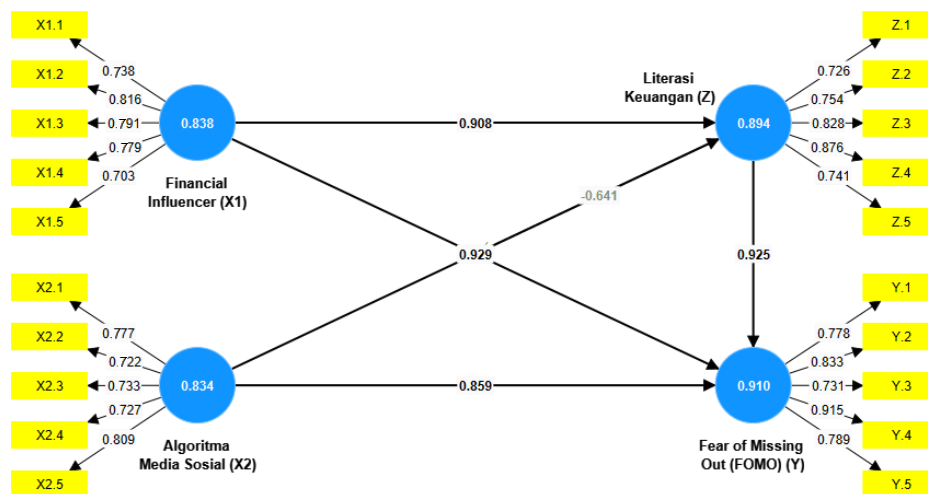 X1.1
X1.2
X1.3
X1.4
X1.5
0.738
0.816
0.791
0.779
0.703
0.838
Financial
Influencer (X1)
0.908
Literasi
Keuangan (Z)
0.894
0.726
0.754
0.828
0.876
0.741
Z.1
Z.2
Z.3
Z.4
Z.5
-0.641
0.929
0.925
X2.1
X2.2
X2.3
X2.4
X2.5
0.777
0.722
0.733
0.727
0.809
0.834
Algoritma
Media Sosial (X2)
0.859
0.910
Fear of Missing
Out (FOMO) (Y)
0.778
0.833
0.731
0.915
0.789
Y.1
Y.2
Y.3
Y.4
Y.5